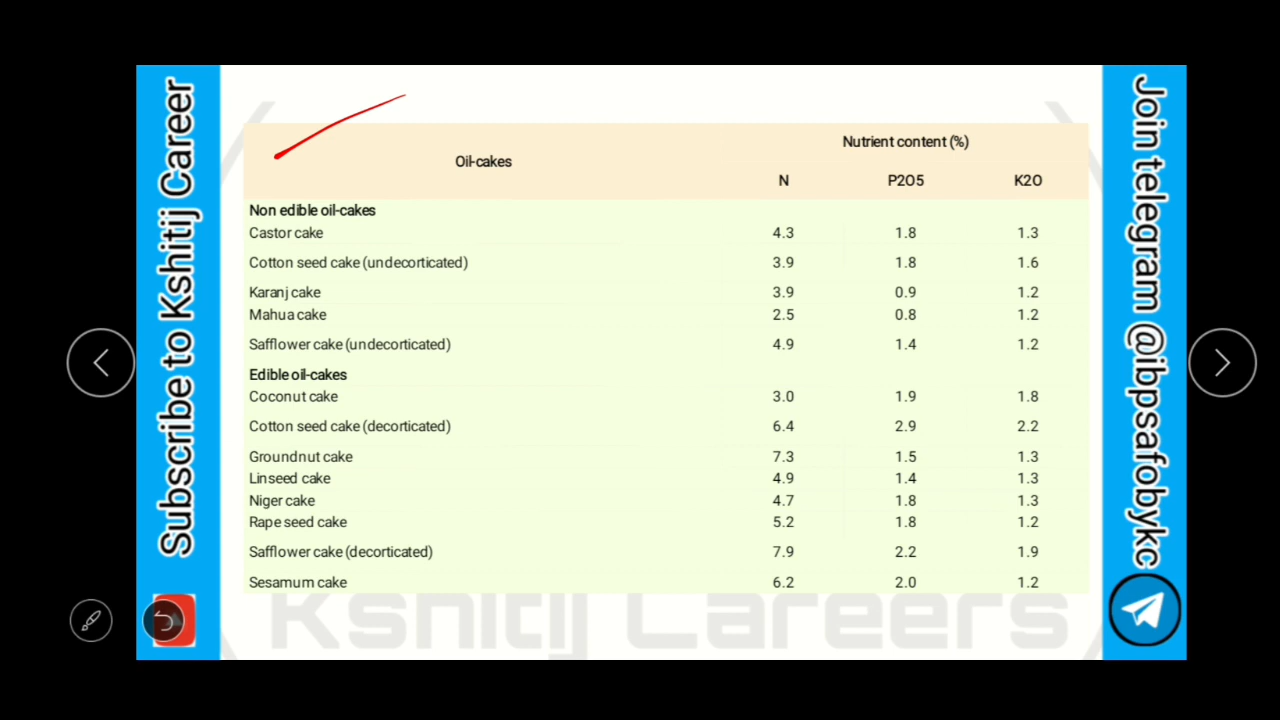 Subscribe to Kshitij Career
Join telegram @ibpsafobykc
Nutrient content (%)
Oil-cakes
N P2O5 K2O
Non edible oil-cakes
Castor cake 4.3 1.8 1.3
Cotton seed cake (undecorticated) 3.9 1.8 1.6
Karanj cake 3.9 0.9 1.2
Mahua cake 2.5 0.8 1.2
Safflower cake (undecorticated) 4.9 1.4 1.2
Edible oil-cakes
Coconut cake 3.0 1.9 1.8
Cotton seed cake (decorticated) 6.4 2.9 2.2
Groundnut cake 7.3 1.5 1.3
Linseed cake 4.9 1.4 1.3
Niger cake 4.7 1.8 1.3
Rape seed cake 5.2 1.8 1.2
Safflower cake (decorticated) 7.9 2.2 1.9
Sesamum cake 6.2 2.0 1.2
Kshitij Careers